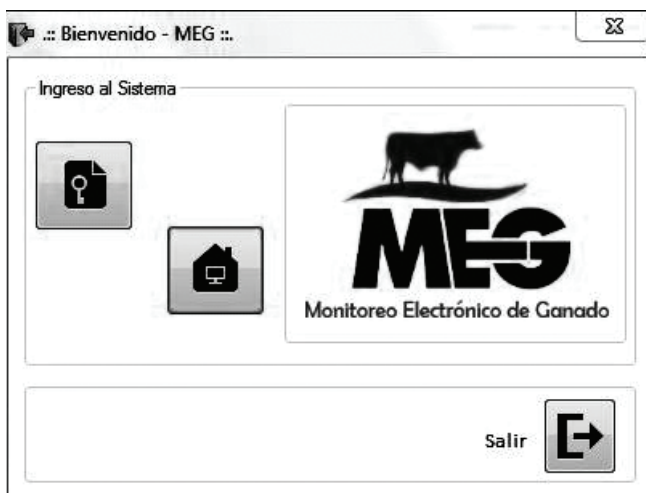 .:: Bienvenido - MEG ::.
Ingreso al Sistema
MEG
Monitoreo Electrónico de Ganado
Salir